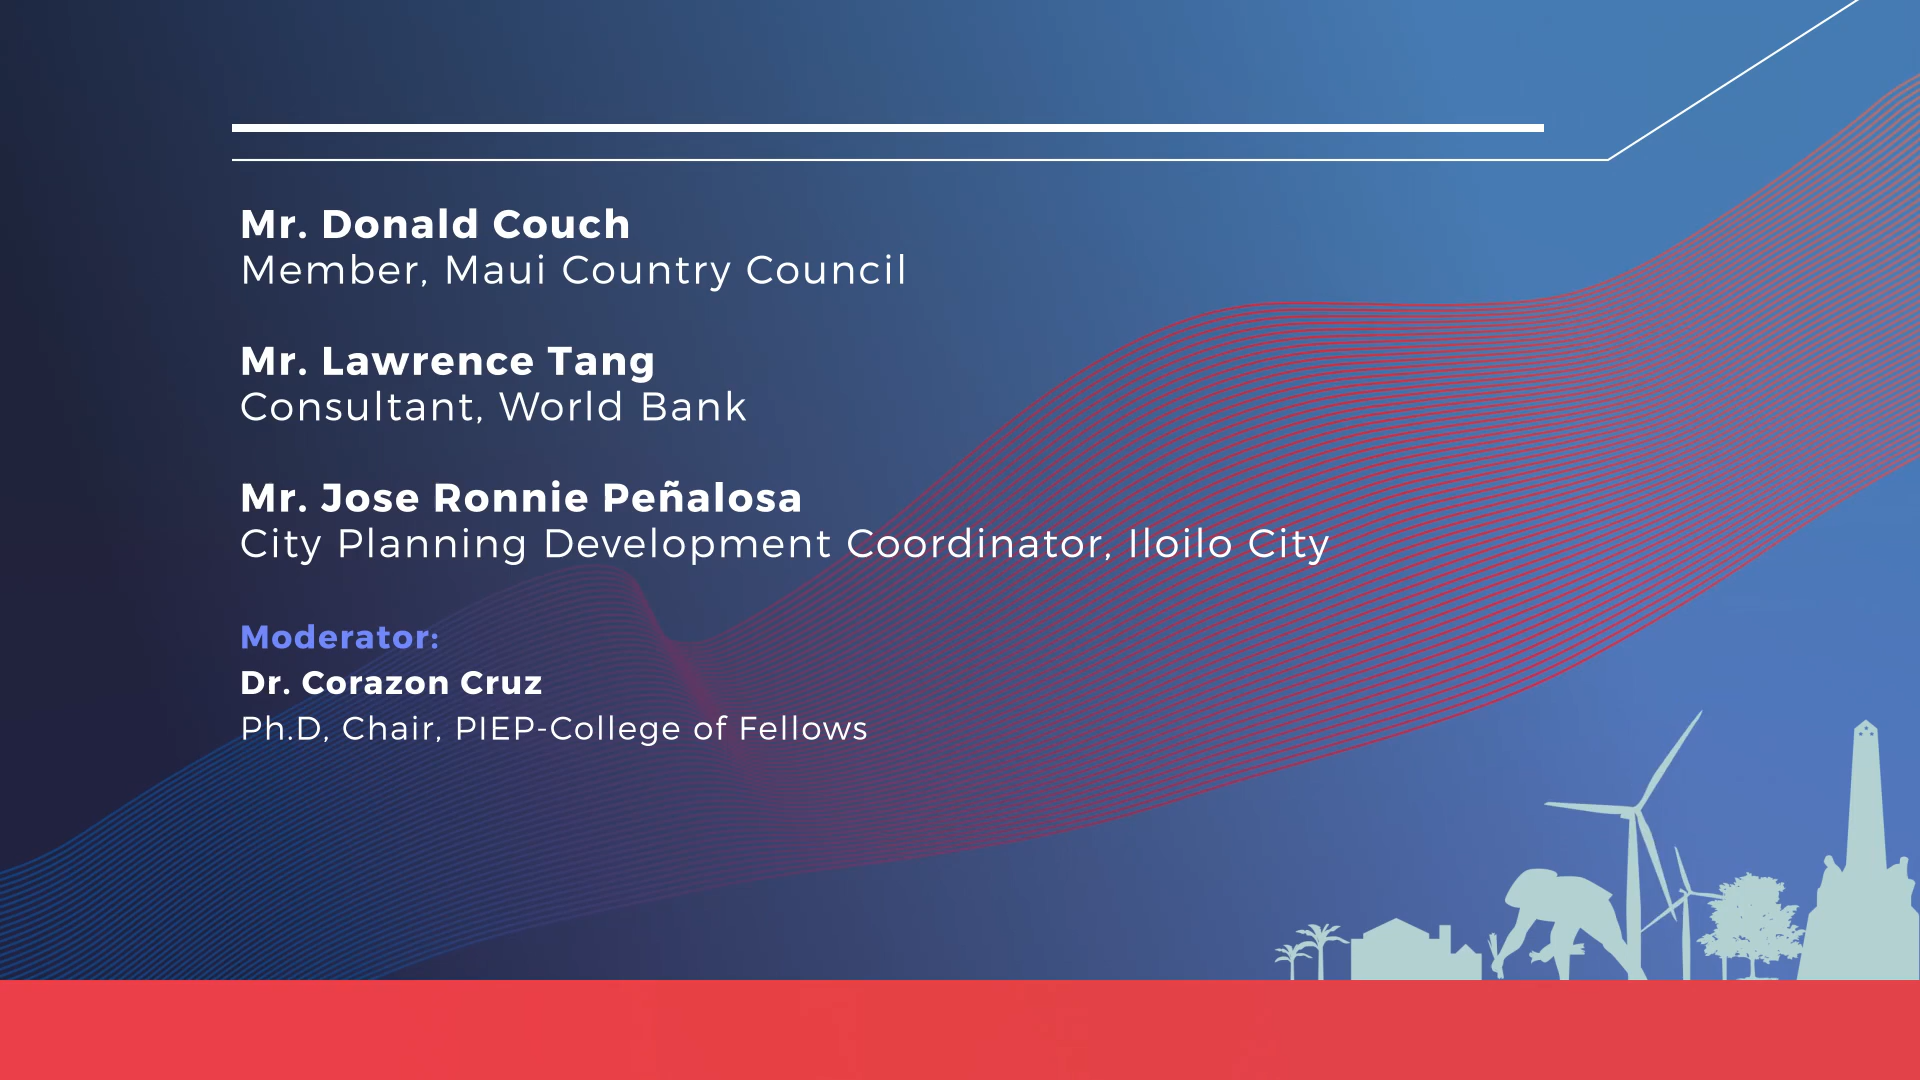 Mr. Donald Couch
Member, Maui Country Council
Mr. Lawrence Tang
Consultant, World Bank
Mr. Jose Ronnie Peñalosa
City Planning Development Coordinator, Iloilo City
Moderator:
Dr. Corazon Cruz
Ph.D, Chair, PIEP-College of Fellows